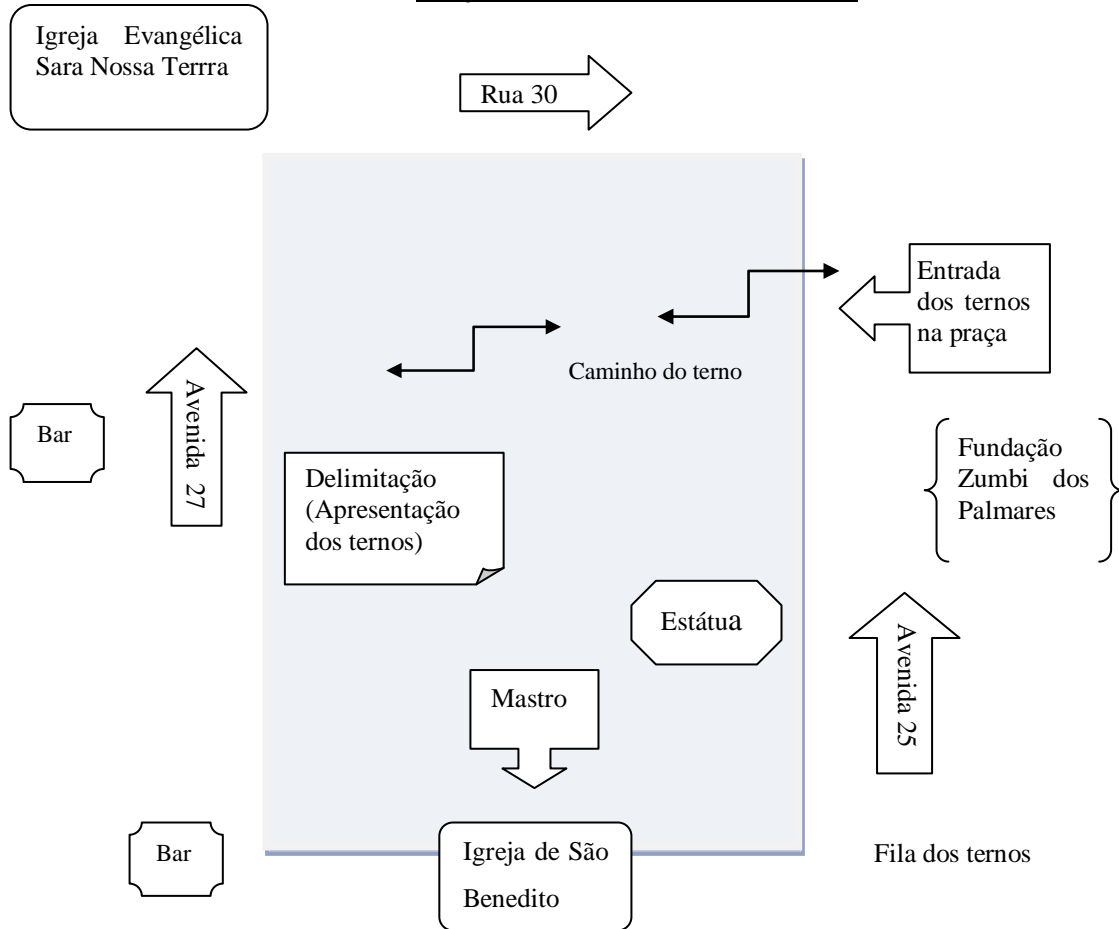 Igreja Evangélica
Sara Nossa Terrra
Rua 30
Entrada
dos ternos
na praça
Caminho do terno
Avenida 27
Bar
Delimitação
(Apresentação
dos ternos)
Fundação
Zumbi dos
Palmares
Estátua
Avenida 25
Mastro
Bar
Igreja de São
Benedito
Fila dos ternos